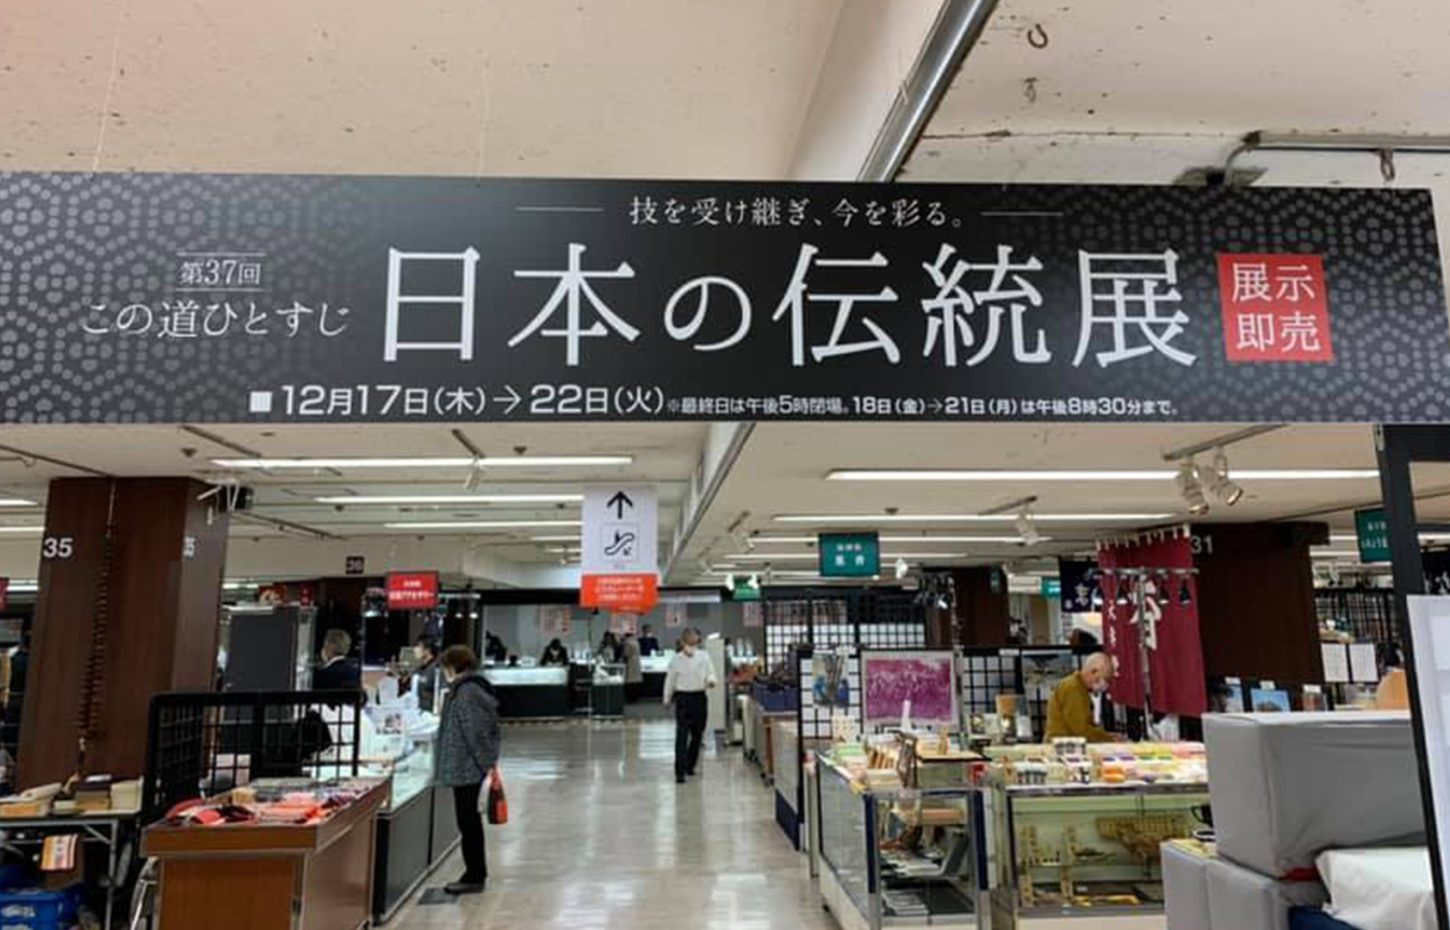 技を受け継ぎ、今を彩る。
第37回
この道ひとすじ
日本の伝統展
展示
即売
■12月17日(木)→22日(火)※最終日は午後5時閉場。18日(金)→21日(月)は午後8時30分まで。
35
35
36
31